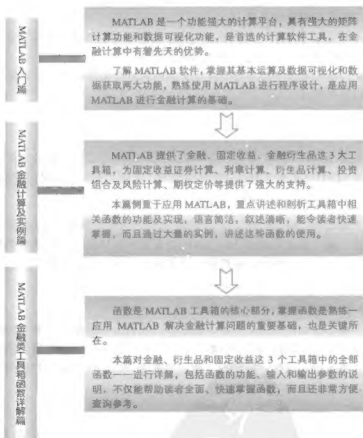 MATLAB入门篇
MATLAB 是一个功能强大的计算平台，具有强大的矩阵
计算功能和数据可视化功能，是首选的计算软件工具，在金
融计算中有着先天的优势。
了解 MATLAB 软件，掌握其基本运算及数据可视化和数
据获取两大功能，熟练使用 MATLAB 进行程序设计，是应用
MATLAB 进行金融计算的基础。
MATLAB金融计算及实例篇
MATLAB 提供了金融、固定收益、金融衍生品这 3 大工
具箱，为固定收益证券计算、利率计算、衍生品计算、投资
组合及风险计算、期权定价等提供了强大的支持。
本篇侧重于应用 MATLAB，重点讲述和剖析工具箱中相
关函数的功能及实现，语言简洁，叙述清晰，能令读者快速
掌握，而且通过大量的实例，讲述这些函数的使用。
MATLAB金融类工具箱函数详解篇
函数是 MATLAB 工具箱的核心部分，掌握函数是熟练一
应用 MATLAB 解决金融计算问题的重要基础，也是关键所
在。
本篇对金融、衍生品和固定收益这 3 个工具箱中的全部
函数一一进行详解，包括函数的功能、输入和输出参数的说
明，不仅能帮助读者全面、快速掌握函数，而且还非常方便
查询参考。